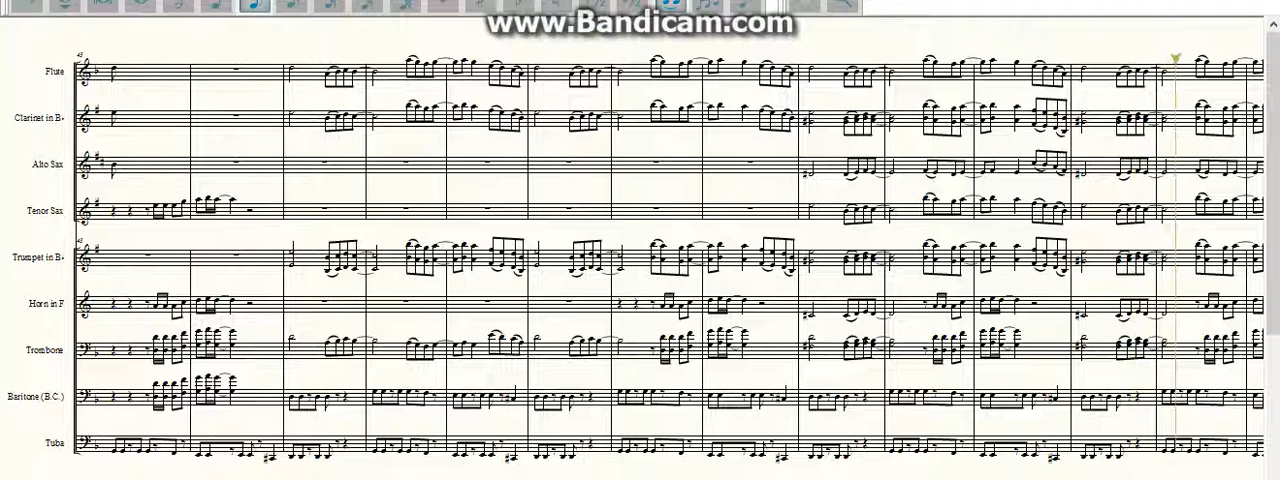 www.Bandicam.com
Flute
Clarinet in B♭
Alto Sax
Tenor Sax
Trumpet in B♭
Horn in F
Trombone
Baritone (B.C.)
Tuba